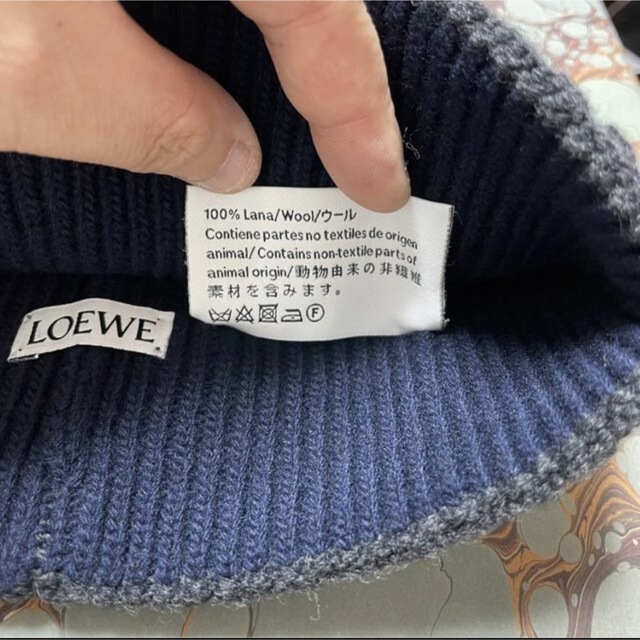 100% Lana/Wool/ウール
Contiene partes no textiles de origen
animal/Contains non-textile parts of
animal origin/動物由来の非繊維
素材を含みます。
F
LOEWE